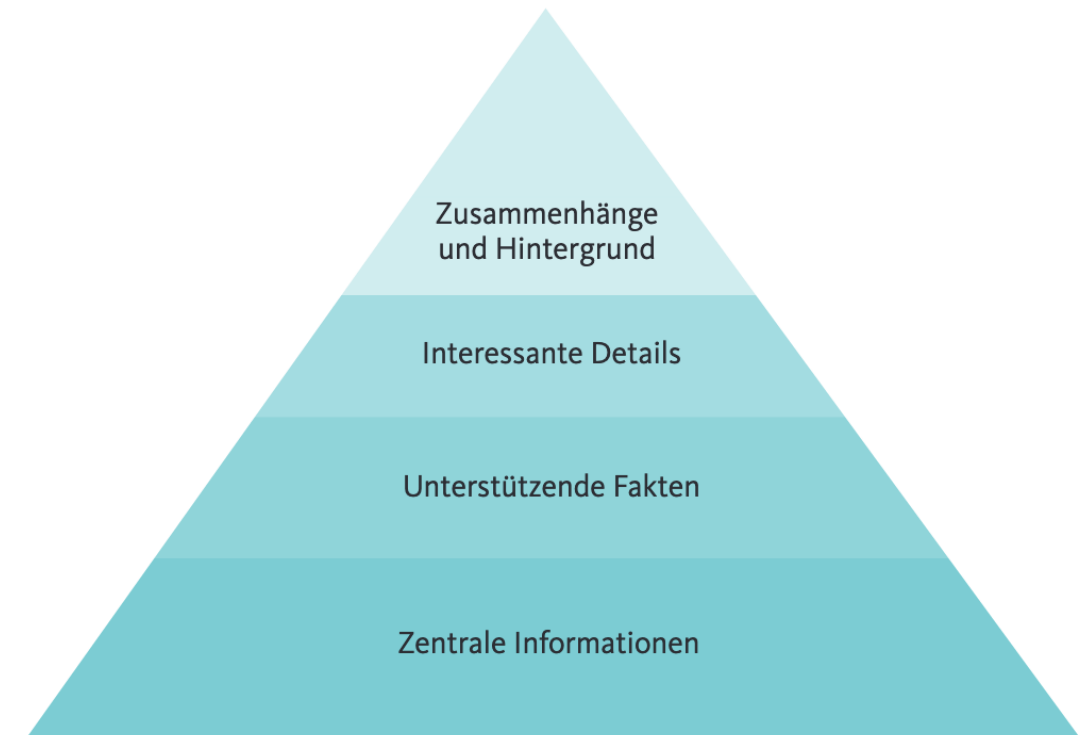 Zusammenhänge
und Hintergrund
Interessante Details
Unterstützende Fakten
Zentrale Informationen